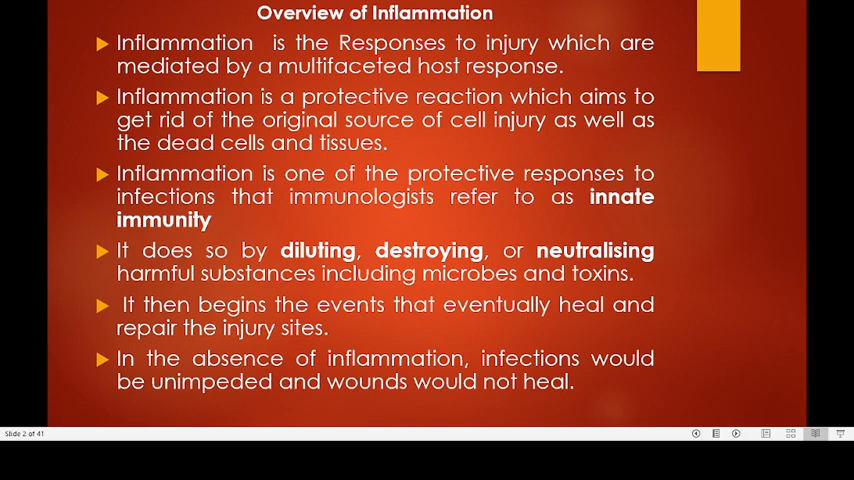 Overview of Inflammation
Inflammation is the Responses to injury which are
mediated by a multifaceted host response.
Inflammation is a protective reaction which aims to
get rid of the original source of cell injury as well as
the dead cells and tissues.
Inflammation is one of the protective responses to
infections that immunologists refer to as innate
immunity
It does so by diluting, destroying, or neutralising
harmful substances including microbes and toxins.
It then begins the events that eventually heal and
repair the injury sites.
In the absence of inflammation, infections would
be unimpeded and wounds would not heal.
Slide 2 of 41